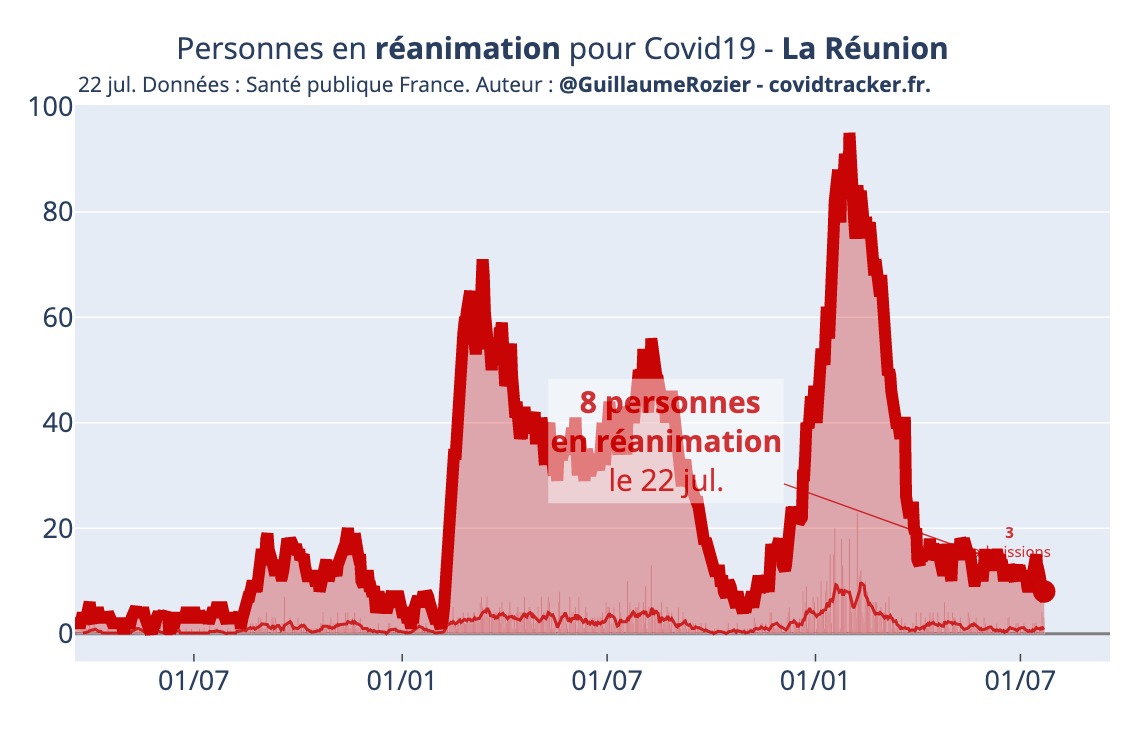 Personnes en réanimation pour Covid19 - La Réunion
22 jul. Données : Santé publique France. Auteur : @GuillaumeRozier - covidtracker.fr.
100
80
60
40
20
0
8 personnes
en réanimation
le 22 jul.
3
01/07
01/01
01/07
01/01
01/07